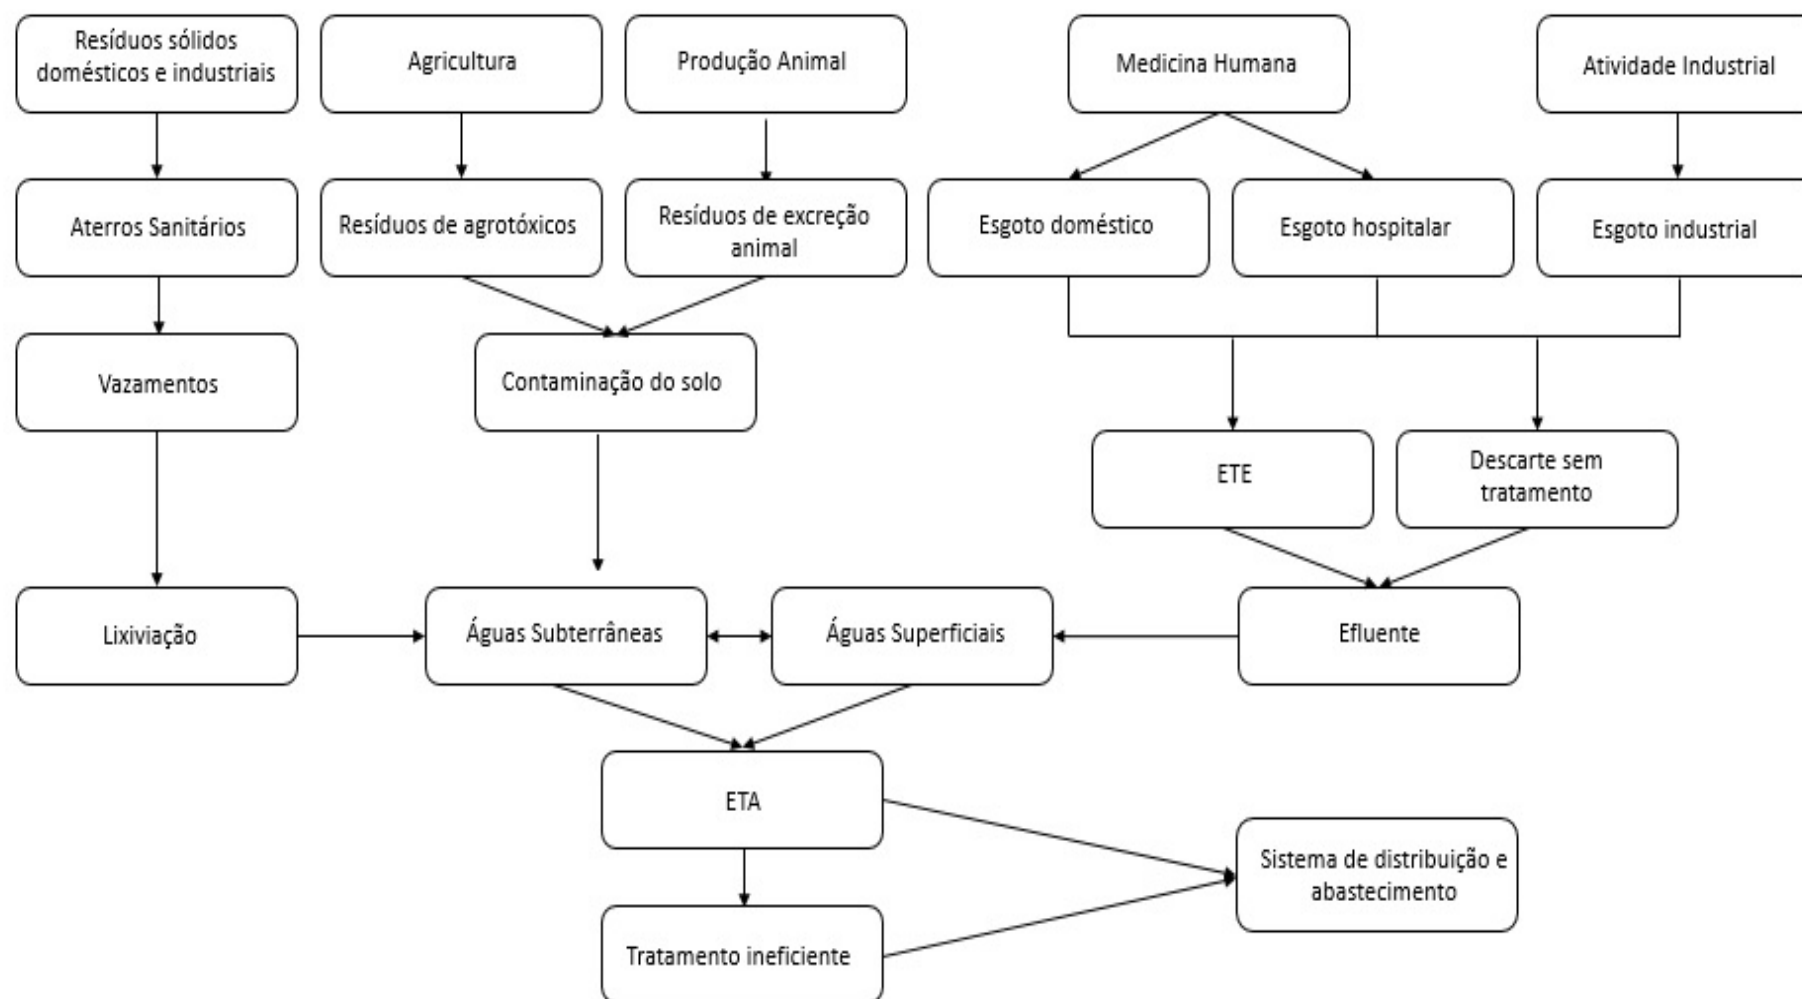 Resíduos sólidos
domésticos e industriais
Agricultura
Produção Animal
Medicina Humana
Atividade Industrial
Aterros Sanitários
Resíduos de agrotóxicos
Resíduos de excreção
animal
Esgoto doméstico
Esgoto hospitalar
Esgoto industrial
Vazamentos
Contaminação do solo
ETE
Descarte sem
tratamento
Lixiviação
Águas Subterrâneas
Águas Superficiais
Efluente
ETA
Sistema de distribuição e
abastecimento
Tratamento ineficiente